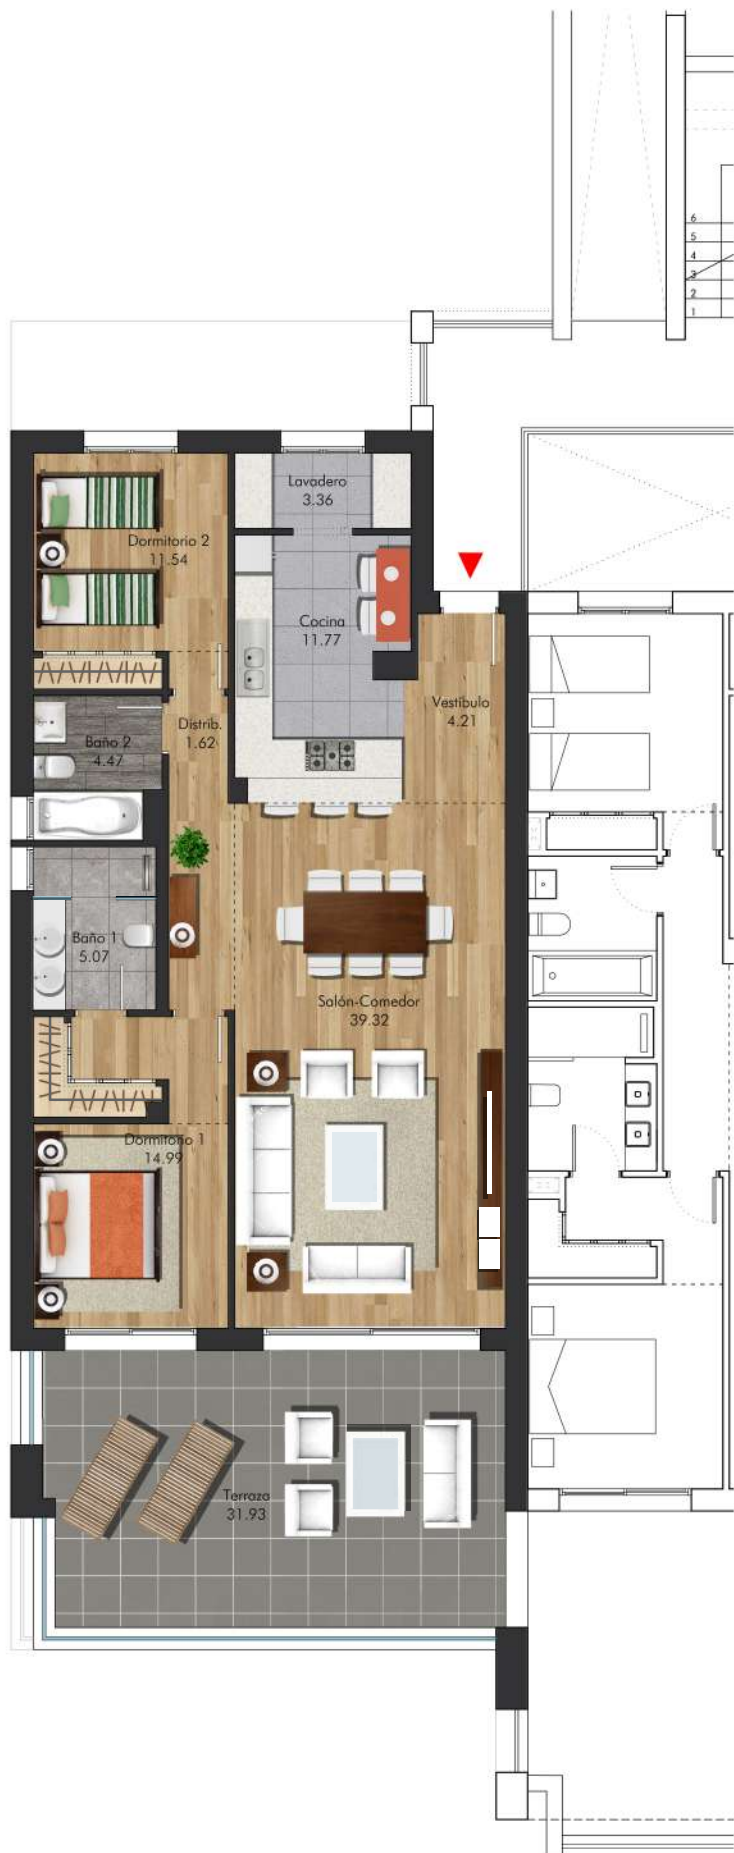 6
5
4
3
2
1
Lavadero
3.36
Dormitorio 2
11.54
Cocina
11.77
Vestíbulo
4.21
Distrib.
1.62
Baño 2
4.47
Baño 1
5.07
Salón-Comedor
39.32
Dormitorio 1
14.99
Terraza
31.93